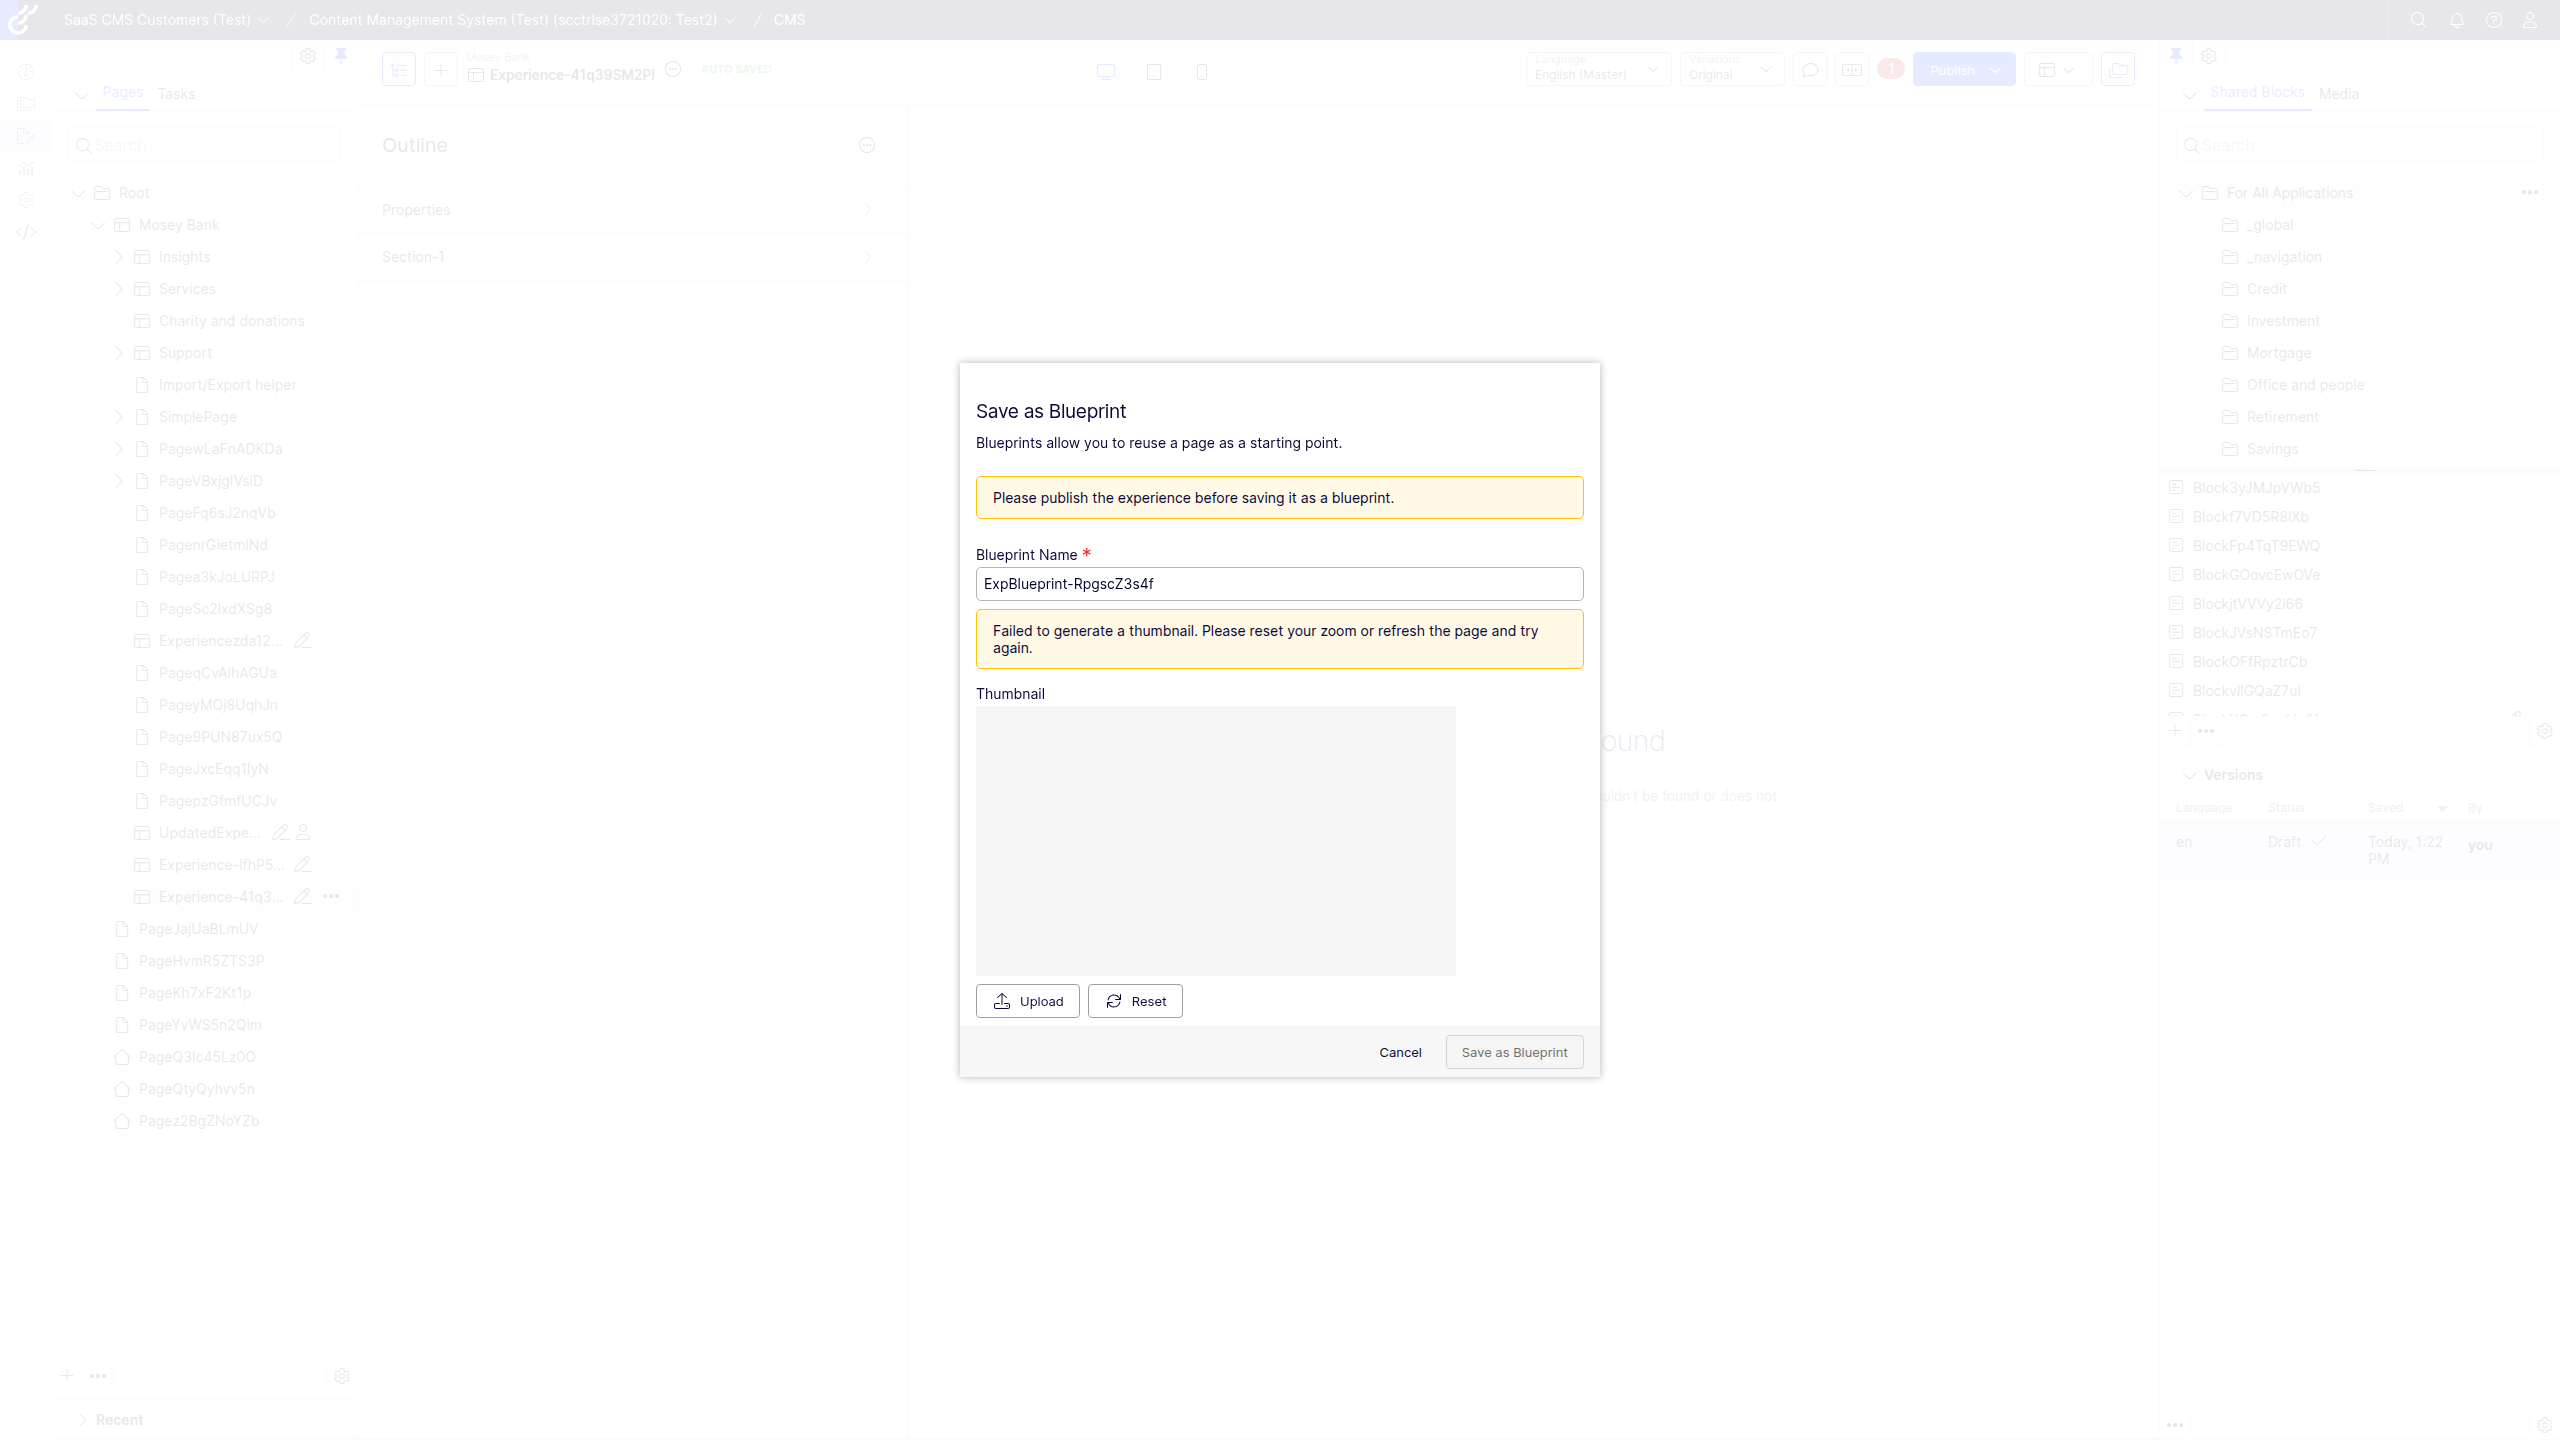 SaaS CMS Customers (Test) / Content Management System (Test) (scctrlse3721020: Test2) / CMS
Pages Tasks
Search
Root
Mosey Bank
Insights
Services
Charity and donations
Support
Import/Export helper
SimplePage
PagewLaFnADKDa
PageVBxjglVsiD
PageFq6sJ2nqVb
PagenrGietmlNd
Pagea3kJoLURPJ
PageSc2lxdXSg8
Experiencezda12...
PageqCvAihAGUa
PageyMOj8UqhJn
Page9PUN87ux5Q
PageJxcEqq1lyN
PagepzGfmfUCJv
UpdatedExpe...
Experience-lfhP5...
Experience-41q3...
PageJajUaBLmUV
PageHvmR5ZTS3P
PageKh7xF2Kt1p
PageYvWS5n2Qlm
PageQ3lc45Lz0O
PageQtyQyhvv5n
Pagez2BgZNoYZb
Recent
Mosey Bank
Experience-41q39SM2PI
AUTO SAVED
Language
English (Master)
Variations
Original
1
Publish
Outline
Properties
Section-1
ound
uldn't be found or does not
Save as Blueprint
Blueprints allow you to reuse a page as a starting point.
Please publish the experience before saving it as a blueprint.
Blueprint Name *
ExpBlueprint-RpgscZ3s4f
Failed to generate a thumbnail. Please reset your zoom or refresh the page and try
again.
Thumbnail
Upload Reset
Cancel Save as Blueprint
Shared Blocks Media
Search
For All Applications
_global
_navigation
Credit
Investment
Mortgage
Office and people
Retirement
Savings
Block3yJMJpVWb5
Blockf7VD5R8lXb
BlockFp4TqT9EWQ
BlockGOovcEwOVe
BlockjtVVVy2i66
BlockJVsNSTmEo7
BlockOFfRpztrCb
BlockvllGQaZ7ul
Versions
Language Status Saved By
en Draft Today, 1:22 PM you